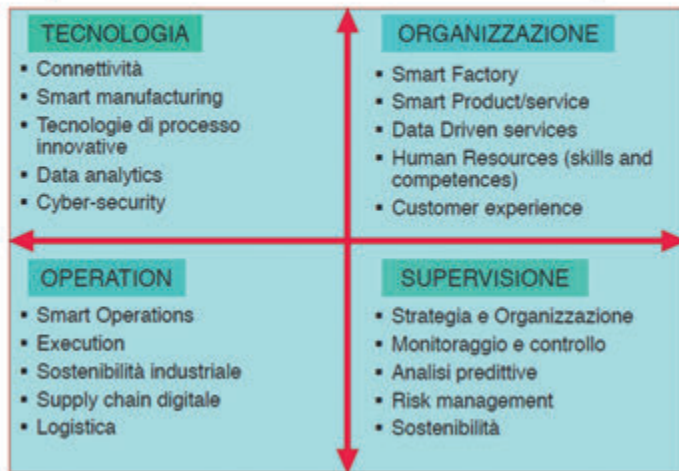 TECNOLOGIA
▪ Connettività
▪ Smart manufacturing
▪ Tecnologie di processo
innovative
▪ Data analytics
▪ Cyber-security
ORGANIZZAZIONE
▪ Smart Factory
▪ Smart Product/service
▪ Data Driven services
▪ Human Resources (skills and
competences)
▪ Customer experience
OPERATION
▪ Smart Operations
▪ Execution
▪ Sostenibilità industriale
▪ Supply chain digitale
▪ Logistica
SUPERVISIONE
▪ Strategia e Organizzazione
▪ Monitoraggio e controllo
▪ Analisi predittive
▪ Risk management
▪ Sostenibilità